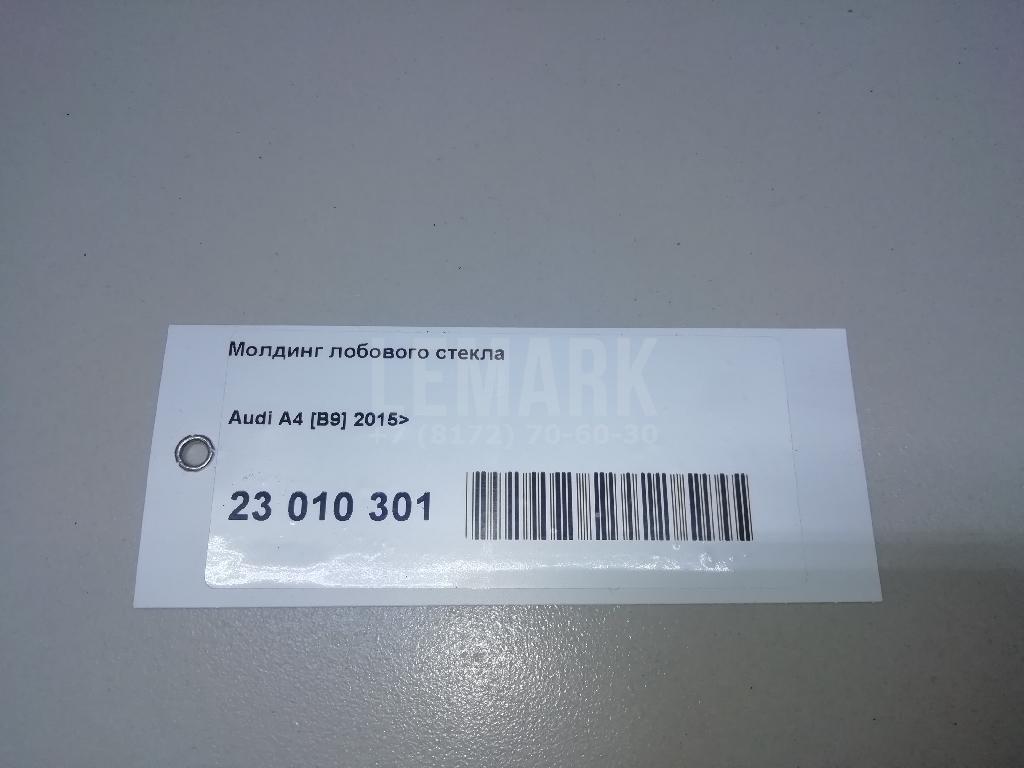 Молдинг лобового стекла
LEMARK
Audi A4 [B9] 2015>
+7 (8172) 70-60-30
23 010 301